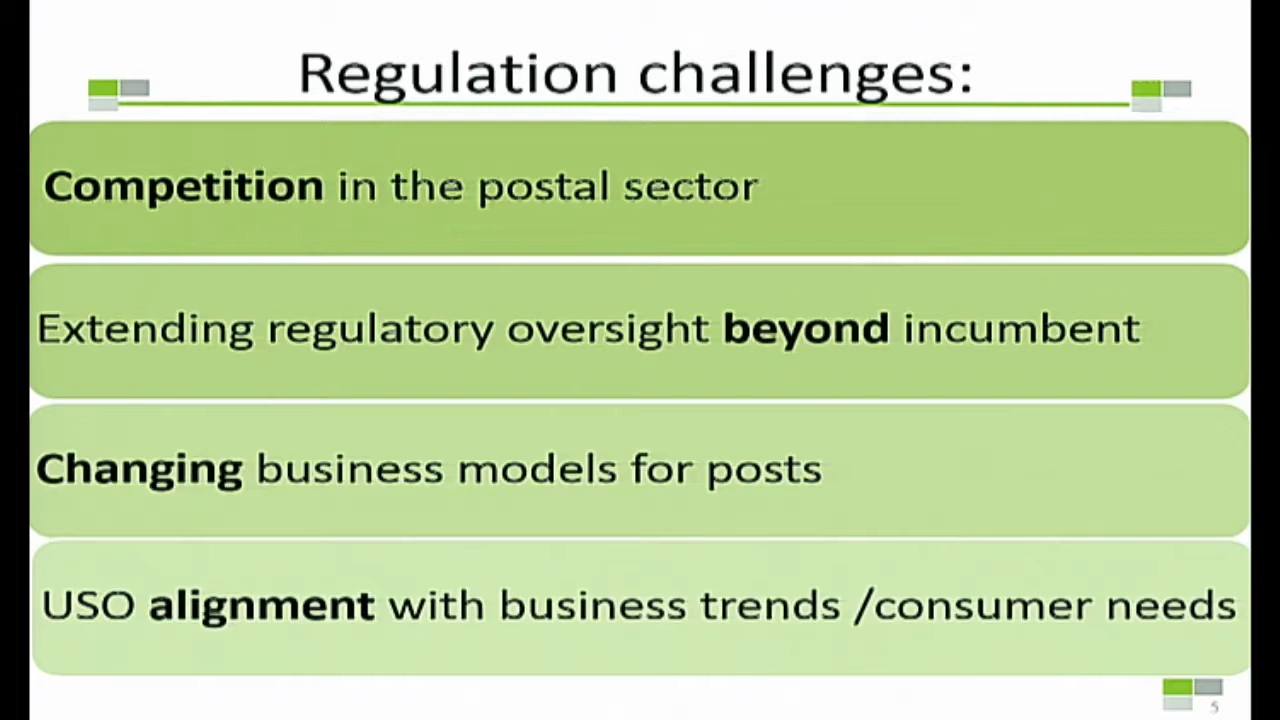 Regulation challenges:
Competition in the postal sector
Extending regulatory oversight beyond incumbent
Changing business models for posts
USO alignment with business trends /consumer needs
5